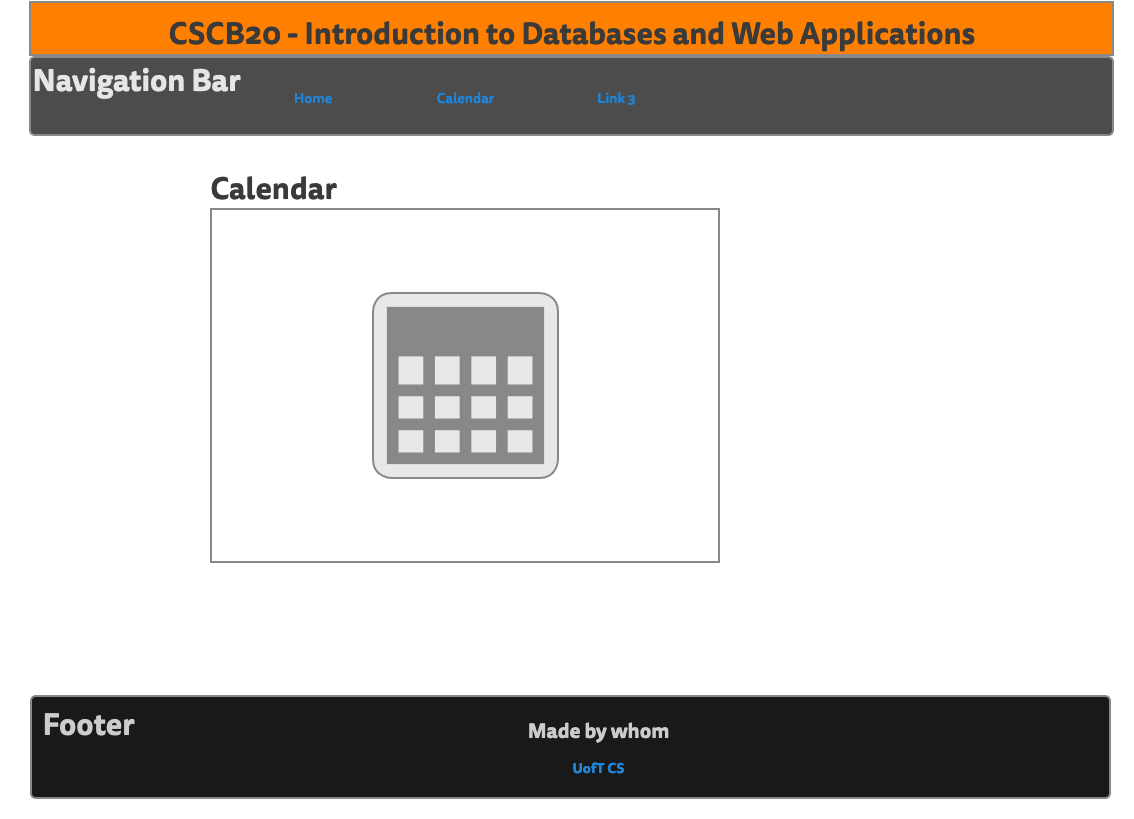 CSCB20 - Introduction to Databases and Web Applications
Navigation Bar
Home Calendar Link 3
Calendar
Footer
Made by whom
UofT CS